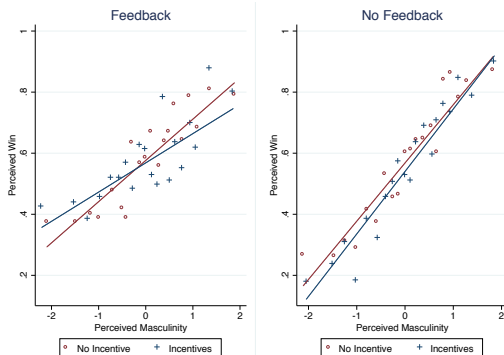 Feedback
No Feedback
Perceived Win
.2
.4
.6
.8
1
-2
-1
0
1
2
Perceived Masculinity
No Incentive
Incentives
Perceived Win
.2
.4
.6
.8
1
-2
-1
0
1
2
Perceived Masculinity
No Incentive
Incentives